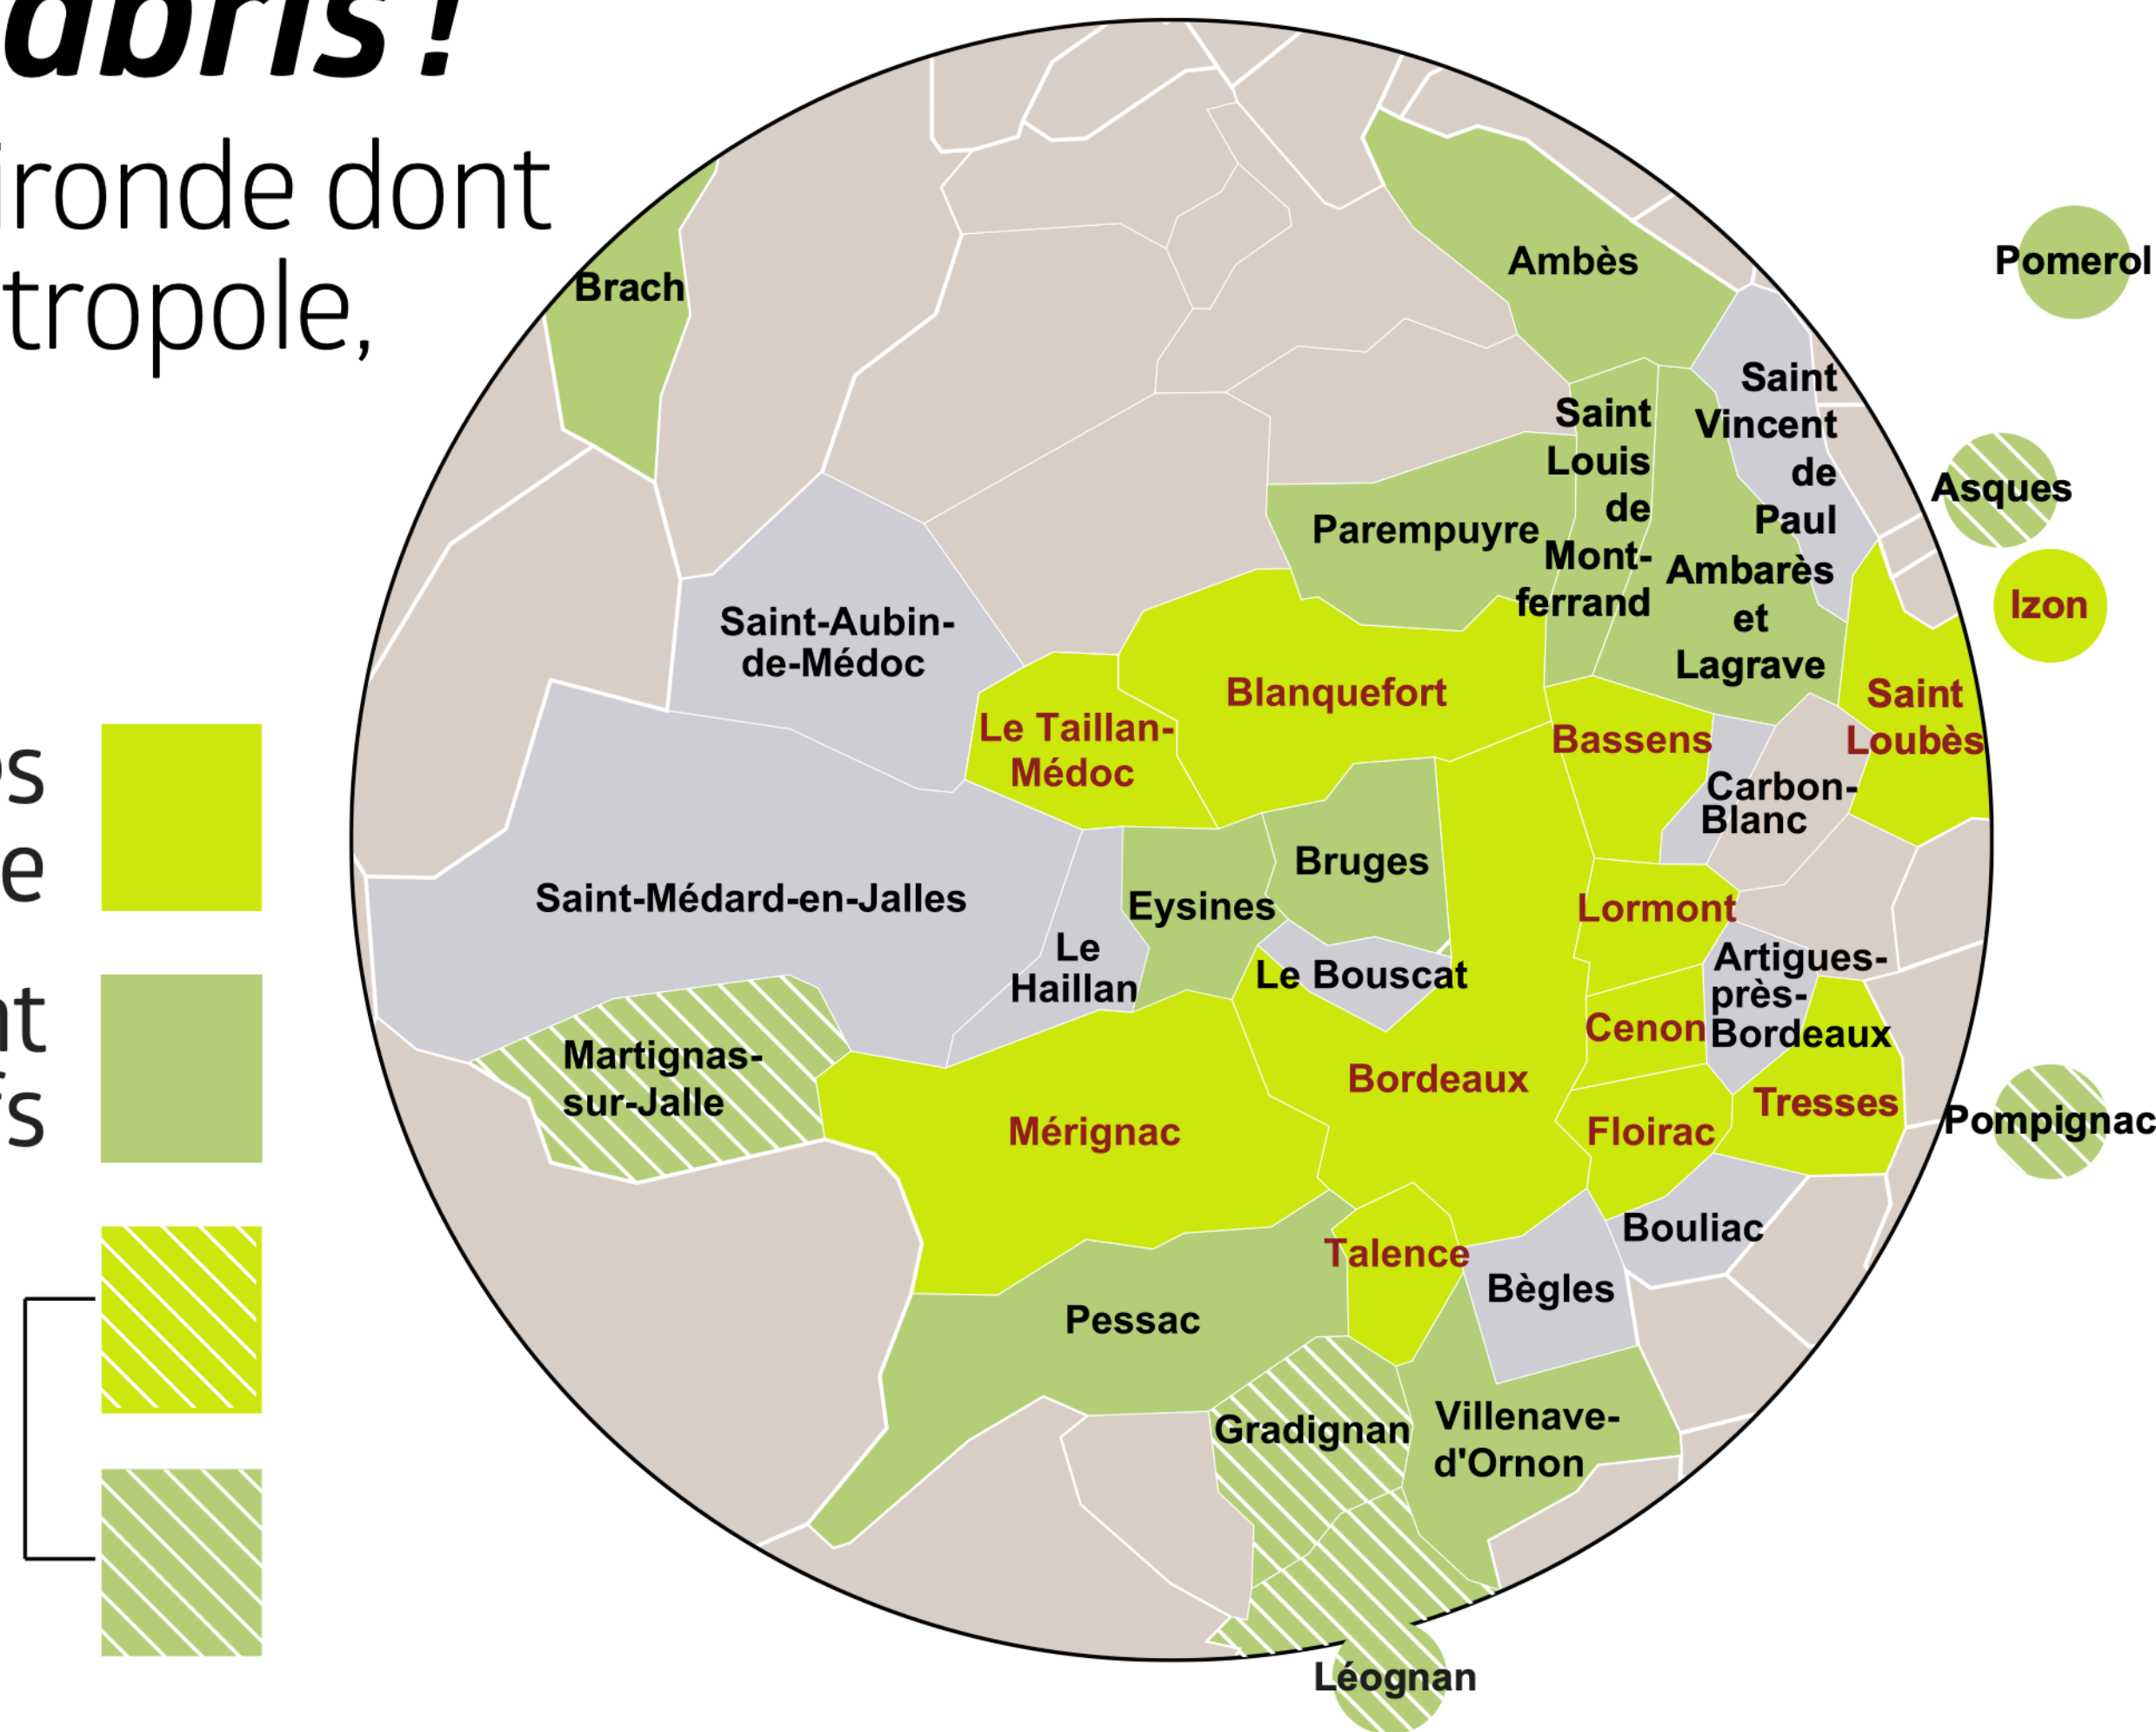 abris !
ironde dont
tropole,
Brach
Ambès
Pomerol
Saint
Vincent
de
Paul
Saint
Louis
de
Mont-
ferrand
Asques
Parempuyre
Ambarès
et
Lagrave
Izon
Saint-Aubin-
de-Médoc
Blanquefort
Le Taillan-
Médoc
Bassens
Saint
Loubès
Carbon-
Blanc
Bruges
Eysines
Saint-Médard-en-Jalles
Le
Haillan
Le Bouscat
Lormont
Artigues-
près-
Bordeaux
Cenon
Martignas-
sur-Jalle
Bordeaux
Mérignac
Floirac
Tresses
Pompignac
Talence
Bouliac
Bègles
Pessac
Gradignan
Villenave-
d'Ornon
Léognan
s
e
t
fs